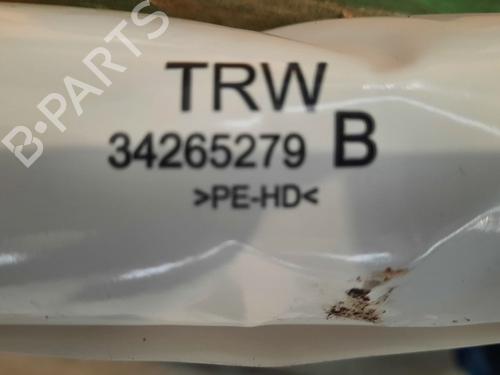 B-PARTS
TRW
34265279 B
>PE-HD<